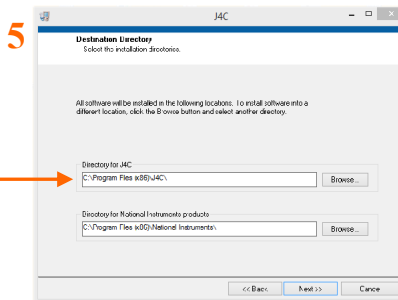 5
J4C
Destination Directory
Select the installation directories.
All software will be installed in the following locations. To install software into a
different location, click the Browse button and select another directory.
Directory for J4C
C:\Program Files (x86)\J4C\
Browse...
Directory for National Instruments products
C:\Program Files (x86)\National Instruments\
Browse...
<< Back
Next >>
Cance